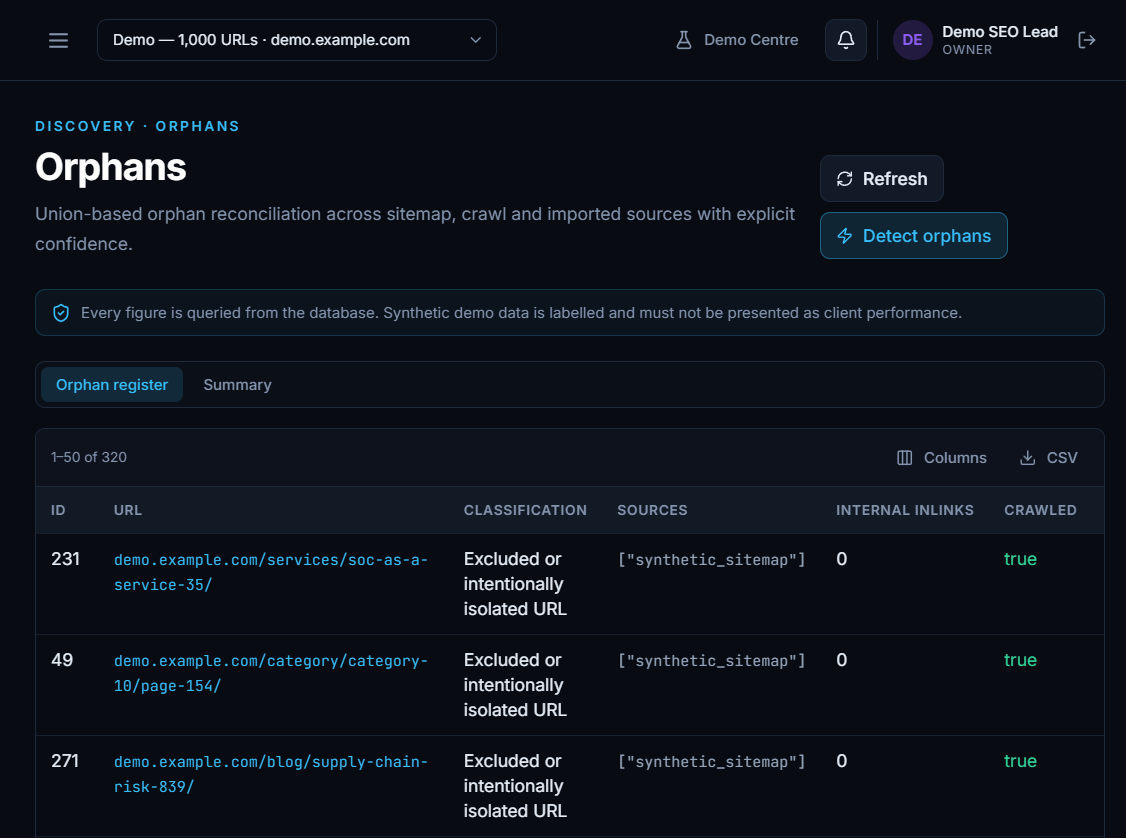 Demo — 1,000 URLs · demo.example.com
Demo Centre
DE
Demo SEO Lead
OWNER
DISCOVERY · ORPHANS
Orphans
Union-based orphan reconciliation across sitemap, crawl and imported sources with explicit
confidence.
Refresh
Detect orphans
Every figure is queried from the database. Synthetic demo data is labelled and must not be presented as client performance.
Orphan register Summary
1–50 of 320 Columns CSV
ID URL CLASSIFICATION SOURCES INTERNAL INLINKS CRAWLED
231 demo.example.com/services/soc-as-a- Excluded or ["synthetic_sitemap"] 0 true
service-35/ intentionally
isolated URL
49 demo.example.com/category/category- Excluded or ["synthetic_sitemap"] 0 true
10/page-154/ intentionally
isolated URL
271 demo.example.com/blog/supply-chain- Excluded or ["synthetic_sitemap"] 0 true
risk-839/ intentionally
isolated URL